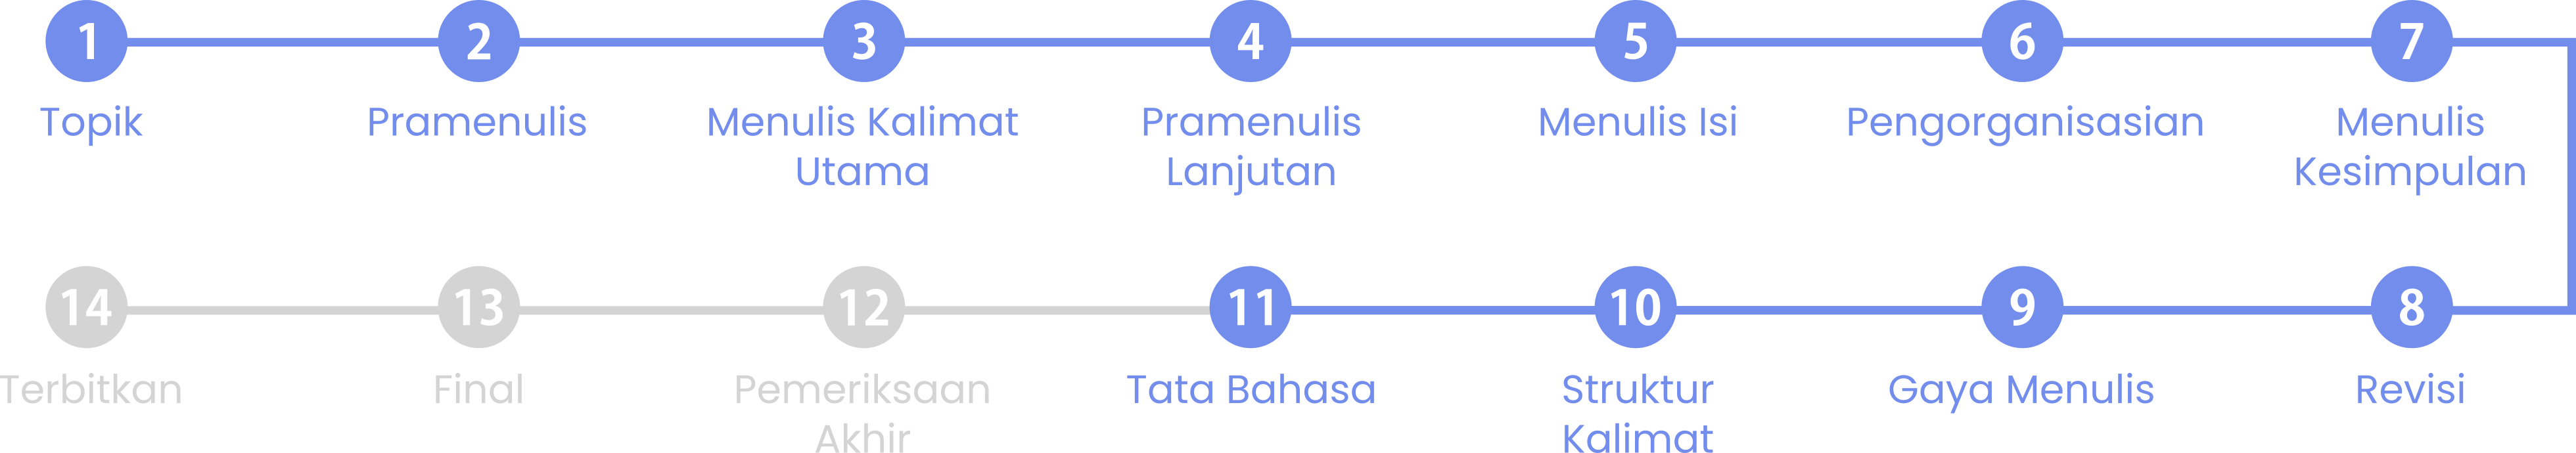 1
2
3
4
5
6
7
Topik
Pramenulis
Menulis Kalimat
Utama
Pramenulis
Lanjutan
Menulis Isi
Pengorganisasian
Menulis
Kesimpulan
14
13
12
11
10
9
8
Terbitkan
Final
Pemeriksaan
Akhir
Tata Bahasa
Struktur
Kalimat
Gaya Menulis
Revisi